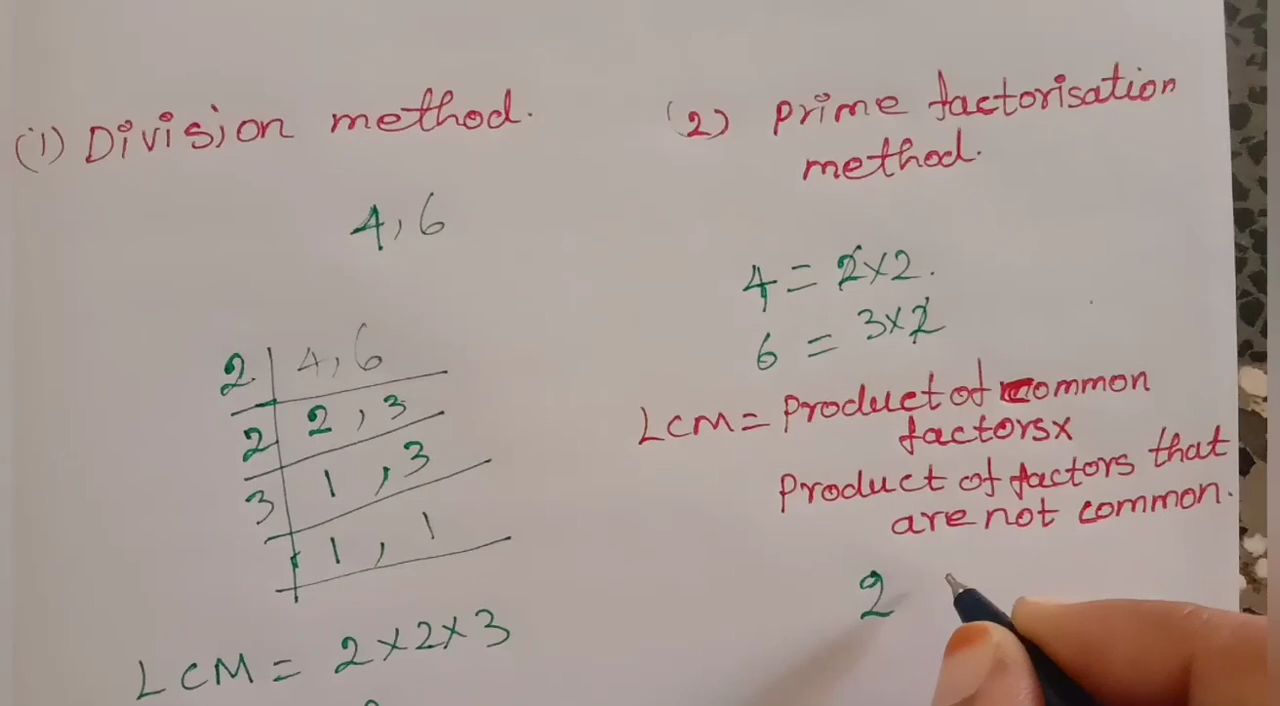 (i) Division method.
4, 6
2 | 4, 6
2 | 2, 3
3 | 1, 3
1, 1
LCM = 2×2×3
(2) Prime factorisation
method.
4 = 2×2.
6 = 3×2
LCM = Product of common
factors×
Product of factors that
are not common.
2